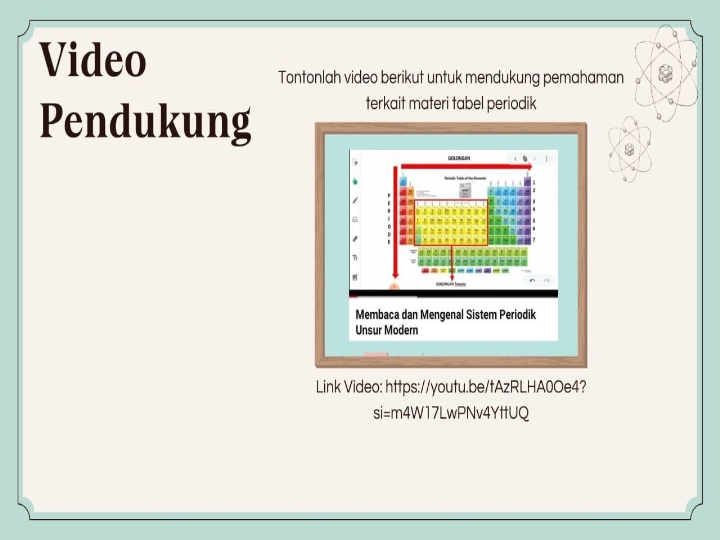 Video
Pendukung
Tontonlah video berikut untuk mendukung pemahaman
terkait materi tabel periodik
GOLONGAN
Periodic Table of the Elements
PERIODE
1
2
3
4
5
6
7
GOLONGAN Transisi
Membaca dan Mengenal Sistem Periodik
Unsur Modern
Link Video: https://youtu.be/tAzRLHA0Oe4?
si=m4W17LwPNv4YttUQ